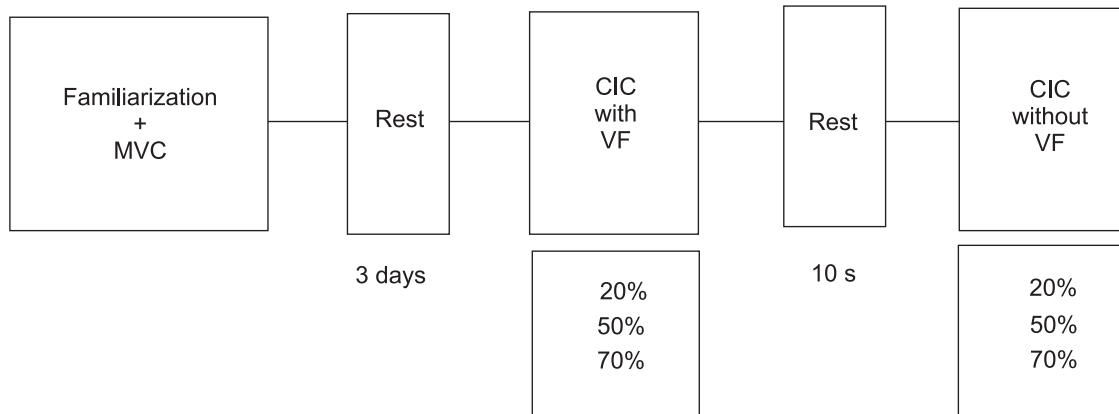 Familiarization
+
MVC
Rest
3 days
CIC
with
VF
20%
50%
70%
Rest
10 s
CIC
without
VF
20%
50%
70%